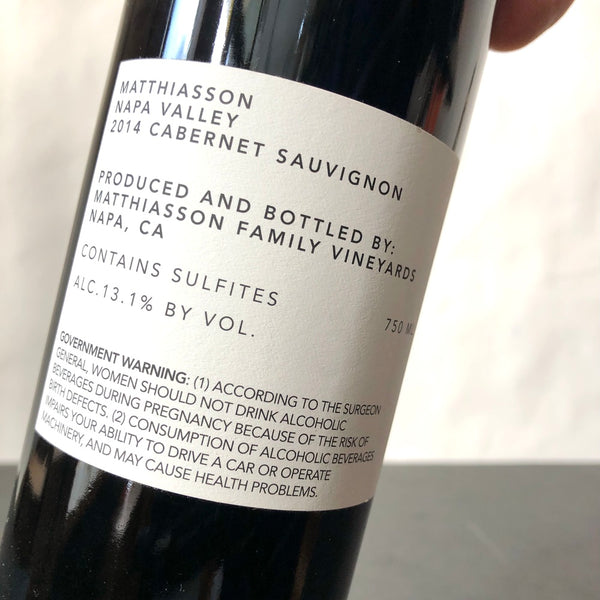 MATTHIASSON
NAPA VALLEY
2014 CABERNET SAUVIGNON
PRODUCED AND BOTTLED BY:
MATTHIASSON FAMILY VINEYARDS
NAPA, CA
CONTAINS SULFITES
ALC.13.1% BY VOL.
750 ML
GOVERNMENT WARNING: (1) ACCORDING TO THE SURGEON
GENERAL, WOMEN SHOULD NOT DRINK ALCOHOLIC
BEVERAGES DURING PREGNANCY BECAUSE OF THE RISK OF
BIRTH DEFECTS. (2) CONSUMPTION OF ALCOHOLIC BEVERAGES
IMPAIRS YOUR ABILITY TO DRIVE A CAR OR OPERATE
MACHINERY, AND MAY CAUSE HEALTH PROBLEMS.